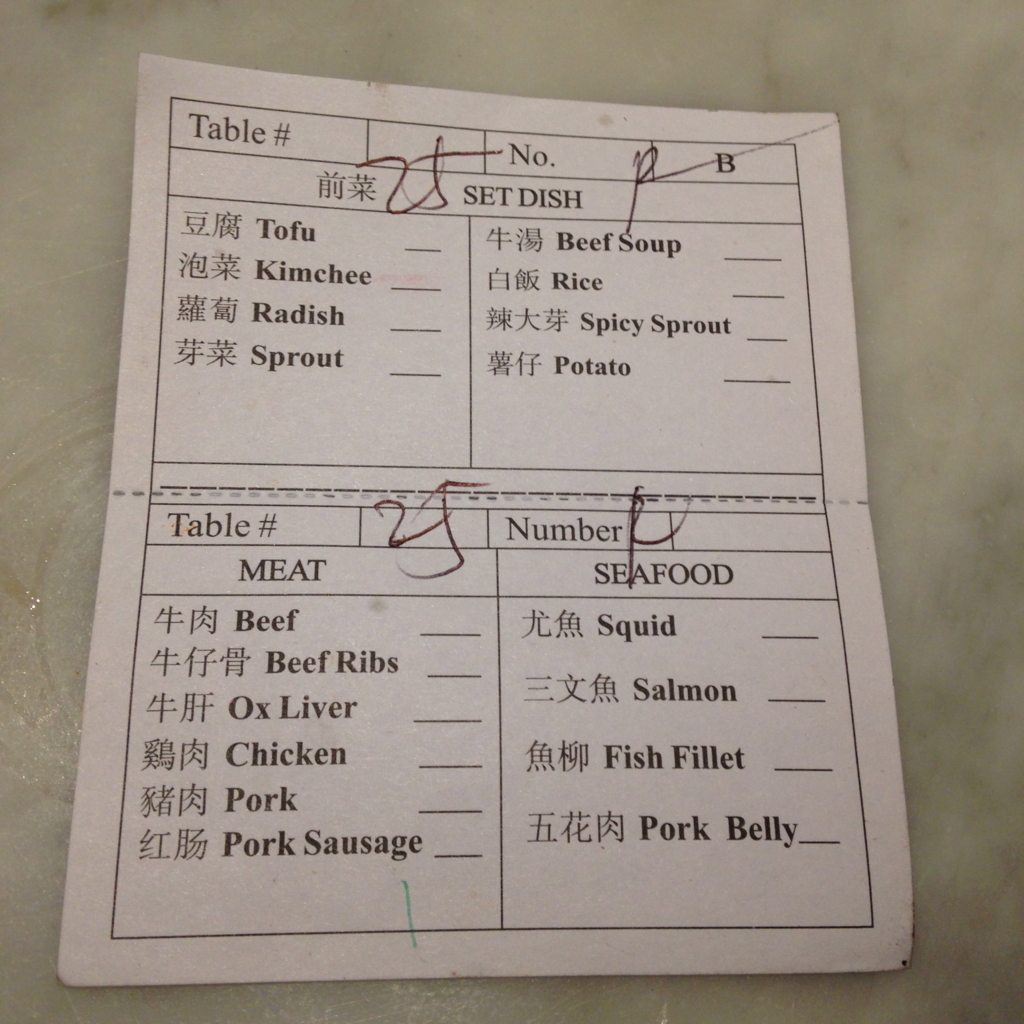 Table # 25 No. B
前菜 SET DISH
豆腐 Tofu
泡菜 Kimchee
蘿蔔 Radish
芽菜 Sprout
牛湯 Beef Soup
白飯 Rice
辣大芽 Spicy Sprout
薯仔 Potato
Table # 25 Number
MEAT
牛肉 Beef
牛仔骨 Beef Ribs
牛肝 Ox Liver
鷄肉 Chicken
豬肉 Pork
红肠 Pork Sausage
SEAFOOD
尤魚 Squid
三文魚 Salmon
魚柳 Fish Fillet
五花肉 Pork Belly